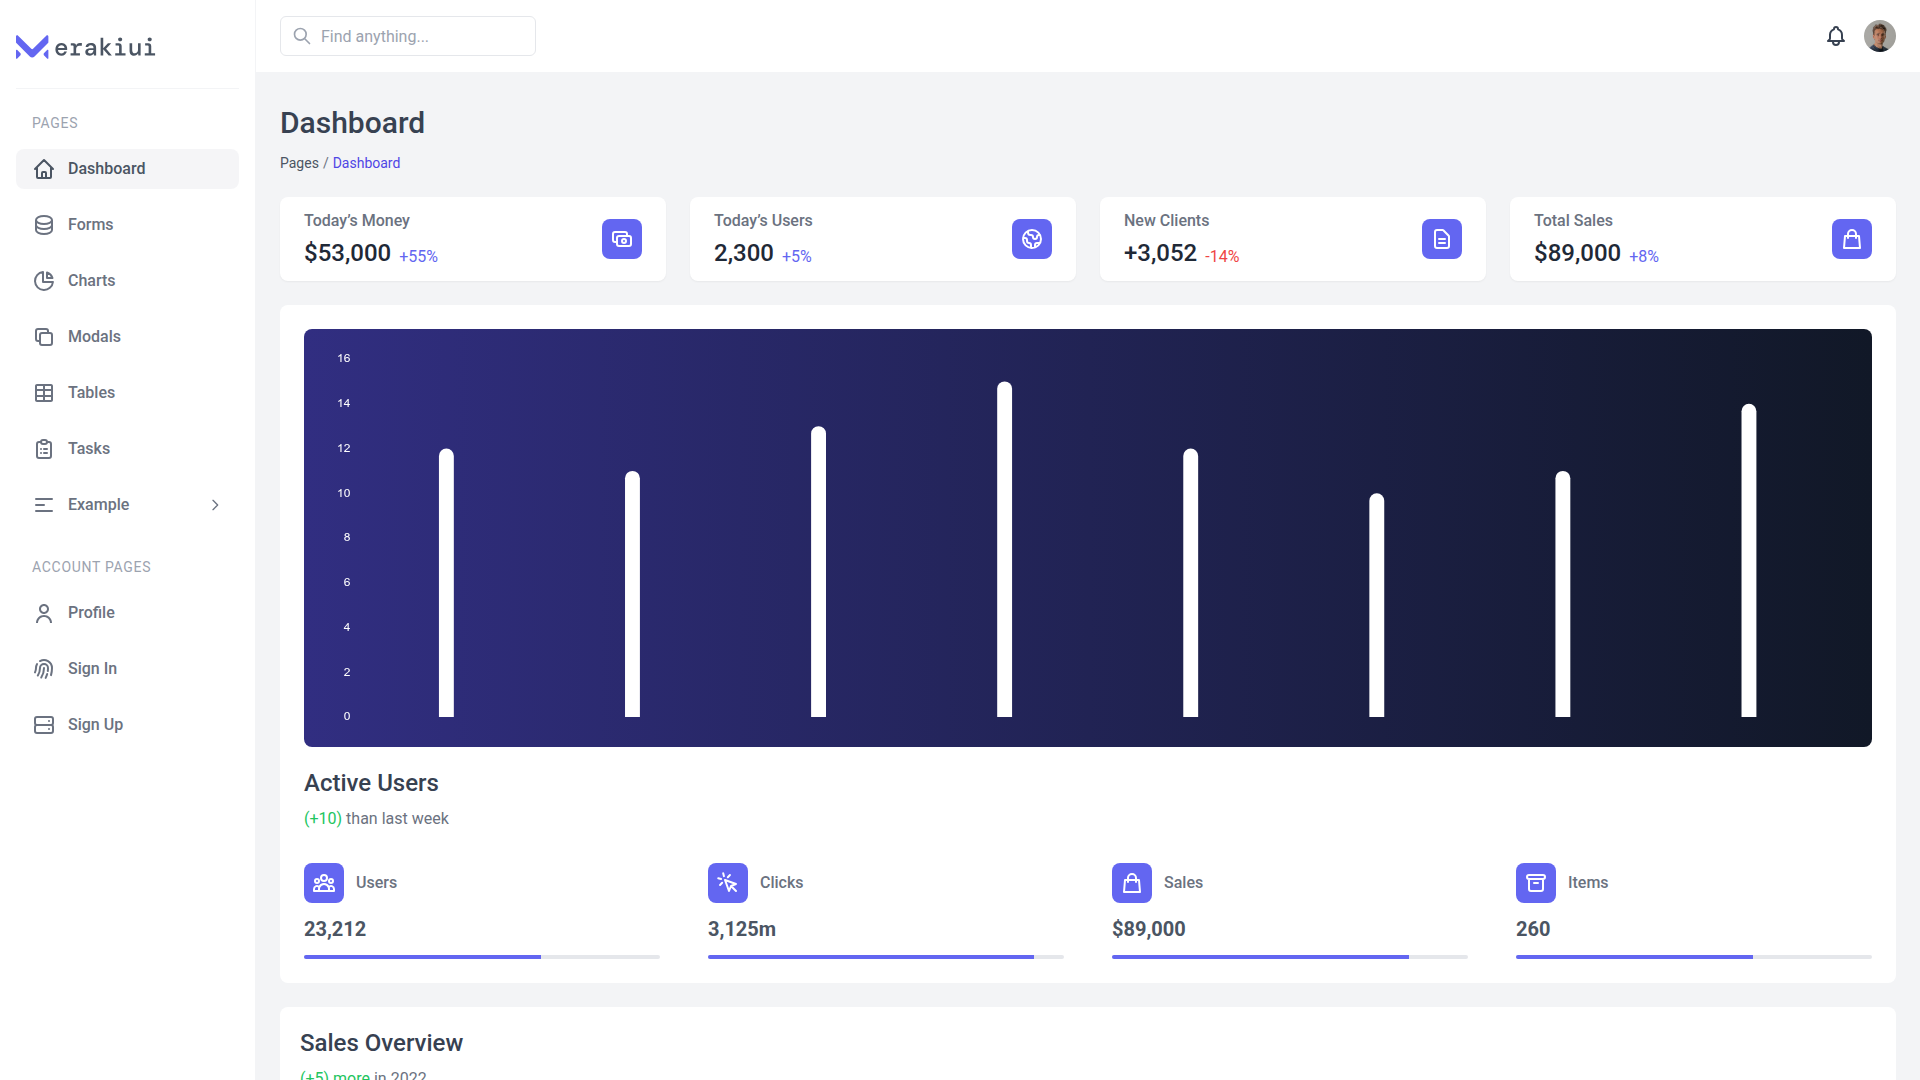 erakiui
Find anything...
PAGES
Dashboard
Forms
Charts
Modals
Tables
Tasks
Example
ACCOUNT PAGES
Profile
Sign In
Sign Up
Dashboard
Pages / Dashboard
Today’s Money
$53,000 +55%
Today’s Users
2,300 +5%
New Clients
+3,052 -14%
Total Sales
$89,000 +8%
16
14
12
10
8
6
4
2
0
Active Users
(+10) than last week
Users
23,212
Clicks
3,125m
Sales
$89,000
Items
260
Sales Overview
(+5) more in 2022